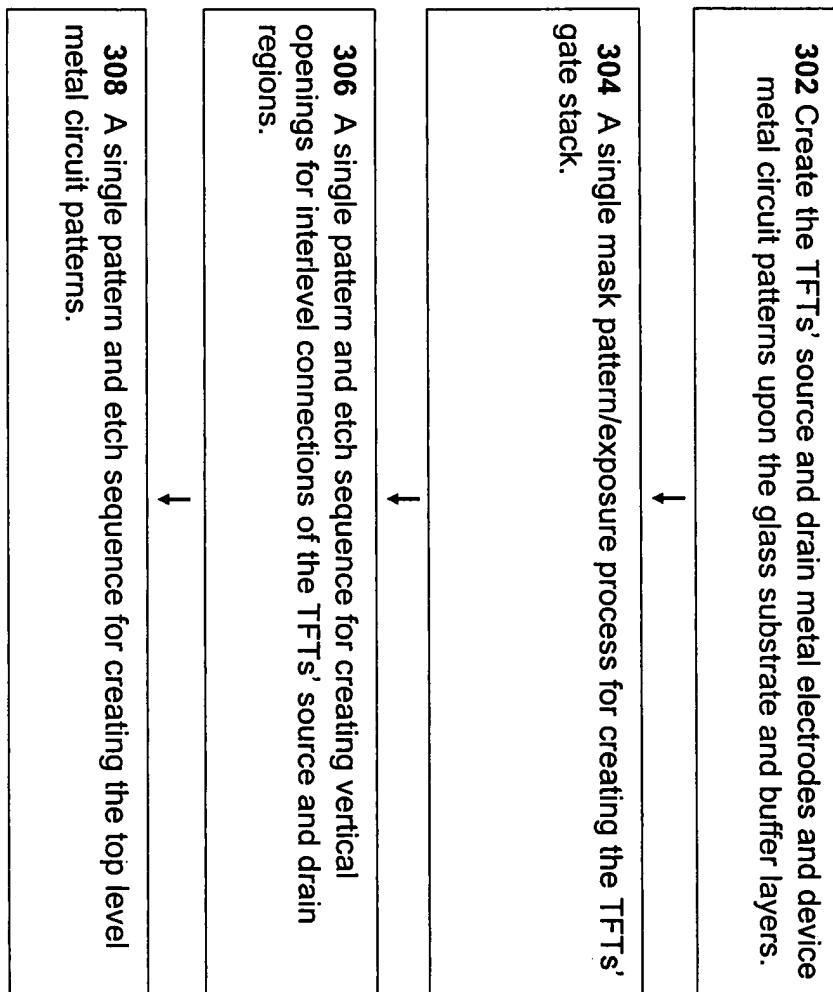 302 Create the TFTs' source and drain metal electrodes and device
metal circuit patterns upon the glass substrate and buffer layers.
304 A single mask pattern/exposure process for creating the TFTs'
gate stack.
306 A single pattern and etch sequence for creating vertical
openings for interlevel connections of the TFTs' source and drain
regions.
308 A single pattern and etch sequence for creating the top level
metal circuit patterns.